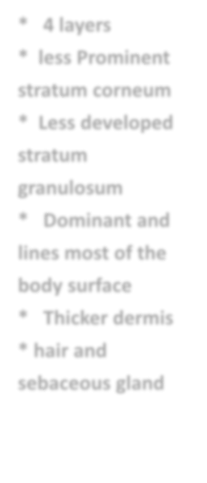 * 4 layers
* less Prominent
stratum corneum
* Less developed
stratum
granulosum
* Dominant and
lines most of the
body surface
* Thicker dermis
* hair and
sebaceous gland